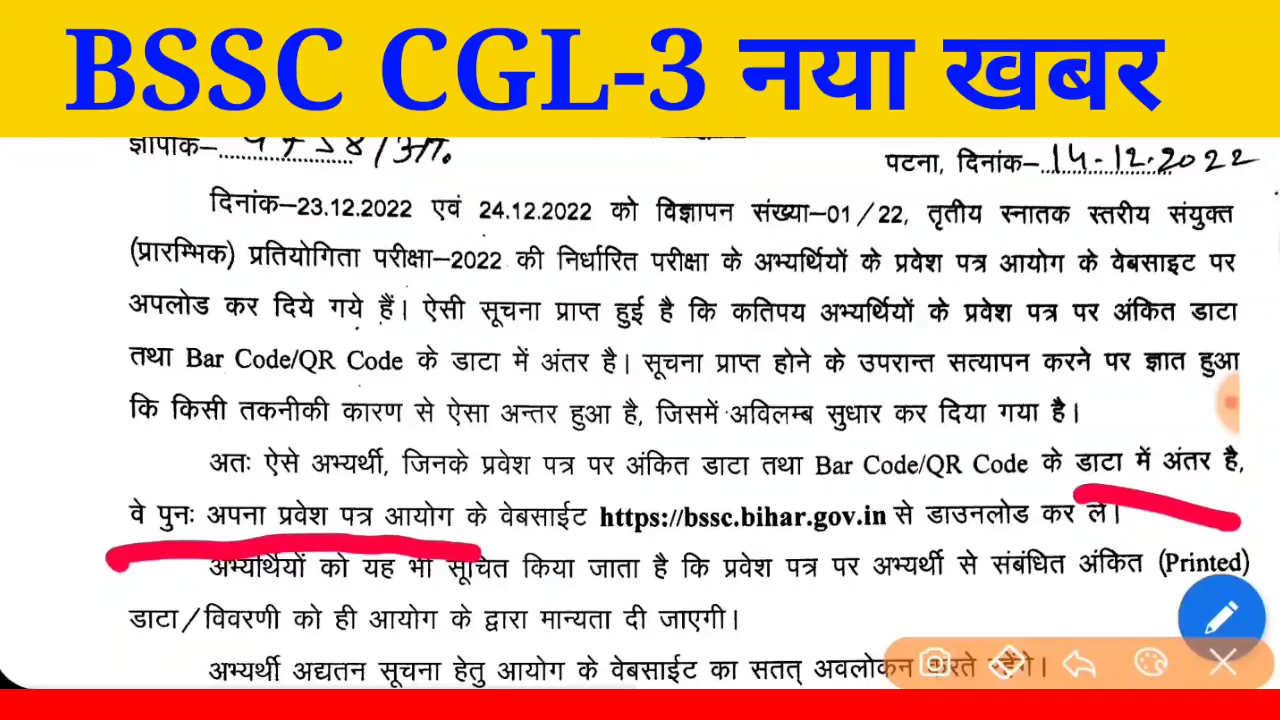 BSSC CGL-3 नया खबर
ज्ञापांक-
पटना, दिनांक-14-12-2022
दिनांक-23.12.2022 एवं 24.12.2022 को विज्ञापन संख्या-01/22, तृतीय स्नातक स्तरीय संयुक्त
(प्रारम्भिक) प्रतियोगिता परीक्षा-2022 की निर्धारित परीक्षा के अभ्यर्थियों के प्रवेश पत्र आयोग के वेबसाइट पर
अपलोड कर दिये गये हैं। ऐसी सूचना प्राप्त हुई है कि कतिपय अभ्यर्थियों के प्रवेश पत्र पर अंकित डाटा
तथा Bar Code/QR Code के डाटा में अंतर है। सूचना प्राप्त होने के उपरान्त सत्यापन करने पर ज्ञात हुआ
कि किसी तकनीकी कारण से ऐसा अन्तर हुआ है, जिसमें अविलम्ब सुधार कर दिया गया है।
अतः ऐसे अभ्यर्थी, जिनके प्रवेश पत्र पर अंकित डाटा तथा Bar Code/QR Code के डाटा में अंतर है,
वे पुनः अपना प्रवेश पत्र आयोग के वेबसाईट https://bssc.bihar.gov.in से डाउनलोड कर लें।
अभ्यर्थियों को यह भी सूचित किया जाता है कि प्रवेश पत्र पर अभ्यर्थी से संबंधित अंकित (Printed)
डाटा/विवरणी को ही आयोग के द्वारा मान्यता दी जाएगी।
अभ्यर्थी अद्यतन सूचना हेतु आयोग के वेबसाईट का सतत् अवलोकन करते रहेंगे।